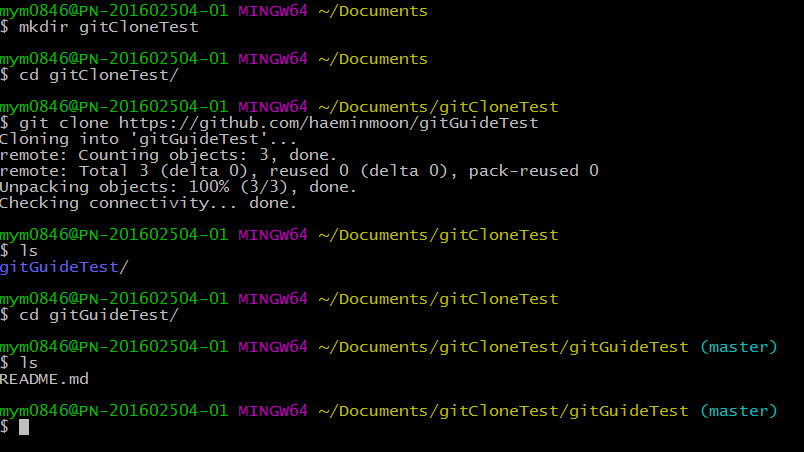 mym0846@PN-201602504-01 MINGW64 ~/Documents
$ mkdir gitCloneTest
mym0846@PN-201602504-01 MINGW64 ~/Documents
$ cd gitCloneTest/
mym0846@PN-201602504-01 MINGW64 ~/Documents/gitCloneTest
$ git clone https://github.com/haeminmoon/gitGuideTest
Cloning into 'gitGuideTest'...
remote: Counting objects: 3, done.
remote: Total 3 (delta 0), reused 0 (delta 0), pack-reused 0
Unpacking objects: 100% (3/3), done.
Checking connectivity... done.
mym0846@PN-201602504-01 MINGW64 ~/Documents/gitCloneTest
$ ls
gitGuideTest/
mym0846@PN-201602504-01 MINGW64 ~/Documents/gitCloneTest
$ cd gitGuideTest/
mym0846@PN-201602504-01 MINGW64 ~/Documents/gitCloneTest/gitGuideTest (master)
$ ls
README.md
mym0846@PN-201602504-01 MINGW64 ~/Documents/gitCloneTest/gitGuideTest (master)
$